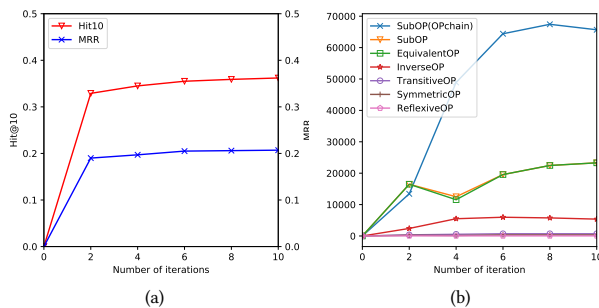 0.5
0.4
0.3
0.2
0.1
0.0
Hit@10
Hit10
MRR
0.5
0.4
0.3
0.2
0.1
0.0
MRR
0 2 4 6 8 10
Number of iterations
(a)
70000
60000
50000
40000
30000
20000
10000
0
SubOP(OPchain)
SubOP
EquivalentOP
InverseOP
TransitiveOP
SymmetricOP
ReflexiveOP
0 2 4 6 8 10
Number of iteration
(b)